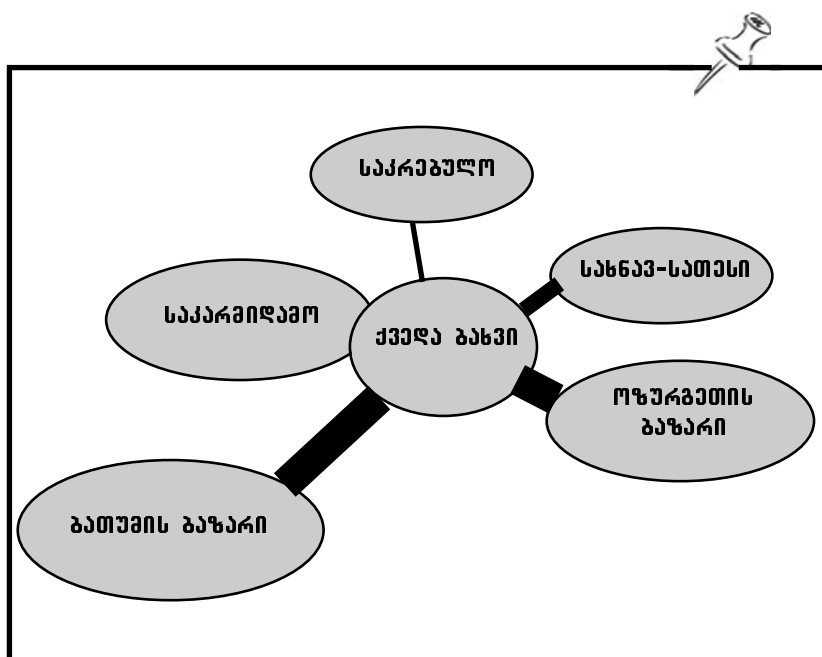 საკრებულო
სახნავ-სათესი
საკარმიდამო
ქვედა ბახვი
ოზურგეთის
ბაზარი
ბათუმის ბაზარი